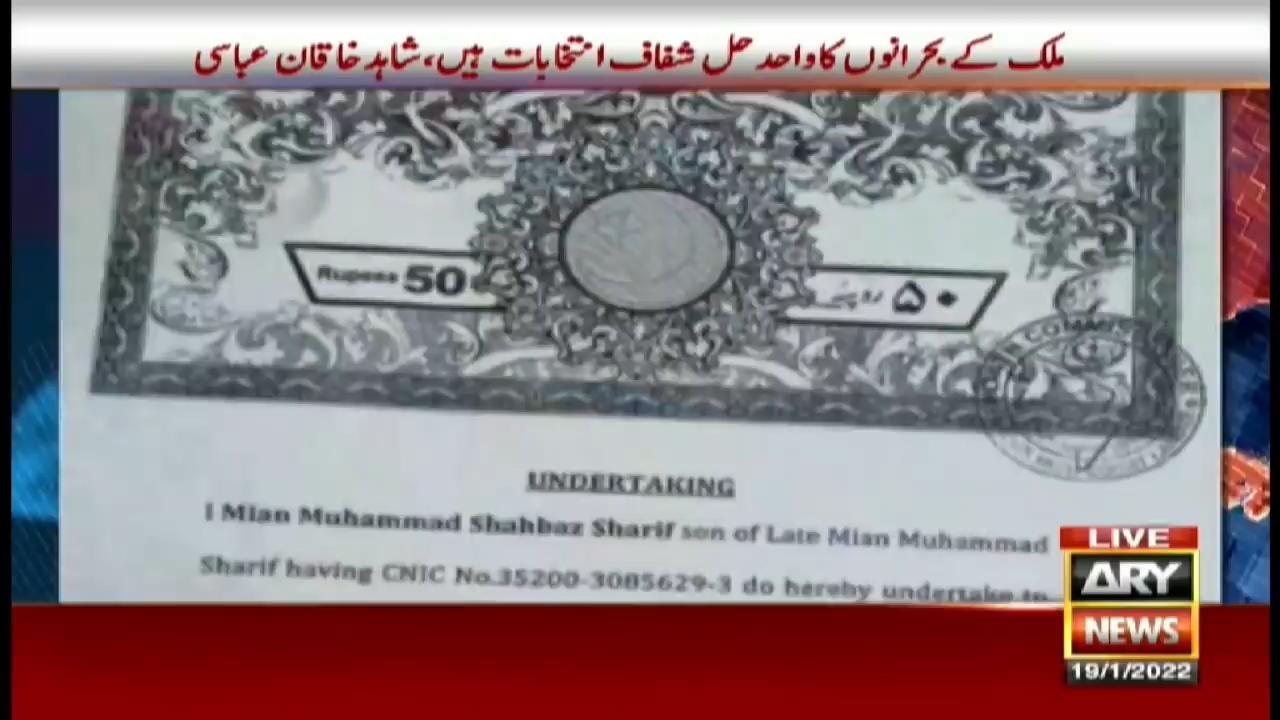 ملک کے بحرانوں کا واحد حل شفاف انتخابات ہیں، شاہد خاقان عباسی
Rupees 50
۵۰ روپئے
UNDERTAKING
I Mian Muhammad Shahbaz Sharif son of Late Mian Muhammad
Sharif having CNIC No.35200-3085629-3 do hereby undertake to
LIVE
ARY
NEWS
19/1/2022